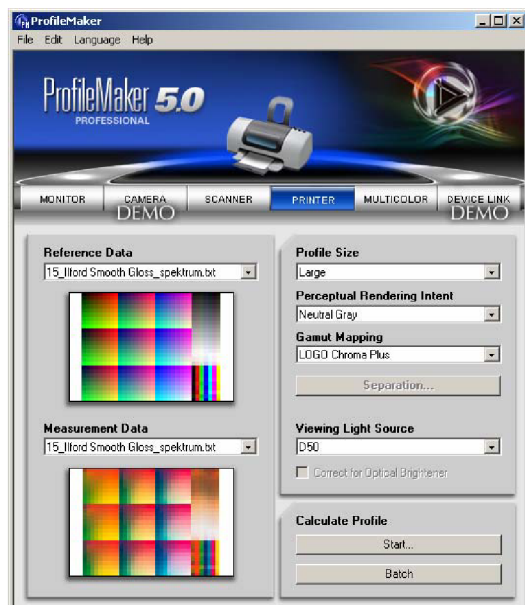 ProfileMaker
File Edit Language Help
ProfileMaker 5.0
PROFESSIONAL
MONITOR CAMERA SCANNER PRINTER MULTICOLOR DEVICE LINK
DEMO DEMO
Reference Data
15_Ilford Smooth Gloss_spektrum.txt
Measurement Data
15_Ilford Smooth Gloss_spektrum.txt
Profile Size
Large
Perceptual Rendering Intent
Neutral Gray
Gamut Mapping
LOGO Chroma Plus
Separation...
Viewing Light Source
D50
Correct for Optical Brightener
Calculate Profile
Start...
Batch